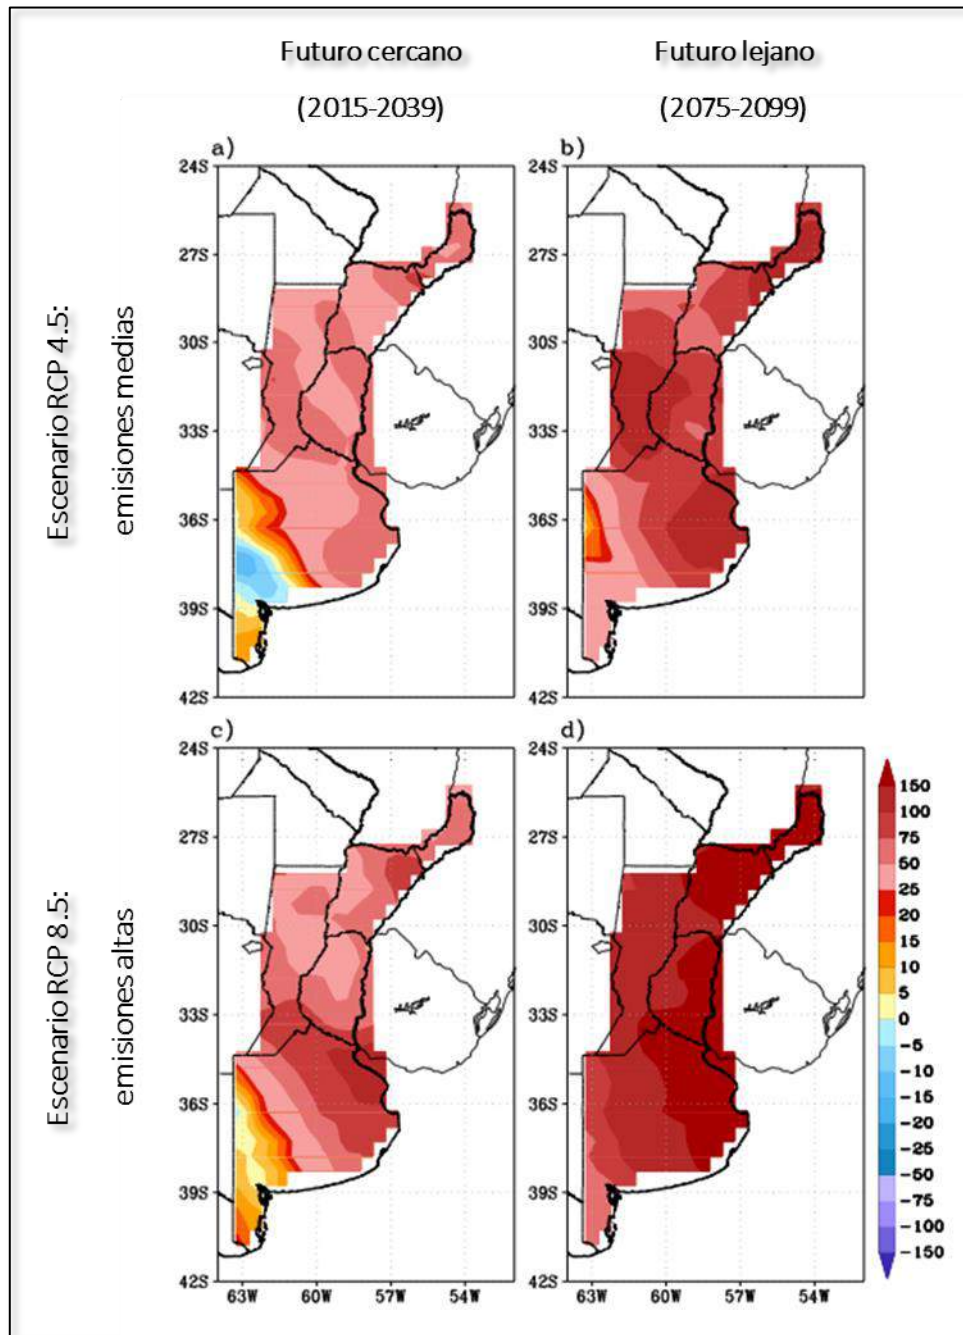 Futuro cercano
(2015-2039)
Futuro lejano
(2075-2099)
Escenario RCP 4.5:
emisiones medias
a)
24S
27S
30S
33S
36S
39S
42S
b)
24S
27S
30S
33S
36S
39S
42S
Escenario RCP 8.5:
emisiones altas
c)
24S
27S
30S
33S
36S
39S
42S
63W 60W 57W 54W
d)
24S
27S
30S
33S
36S
39S
42S
63W 60W 57W 54W
150
100
75
50
25
20
15
10
5
0
-5
-10
-15
-20
-25
-50
-75
-100
-150